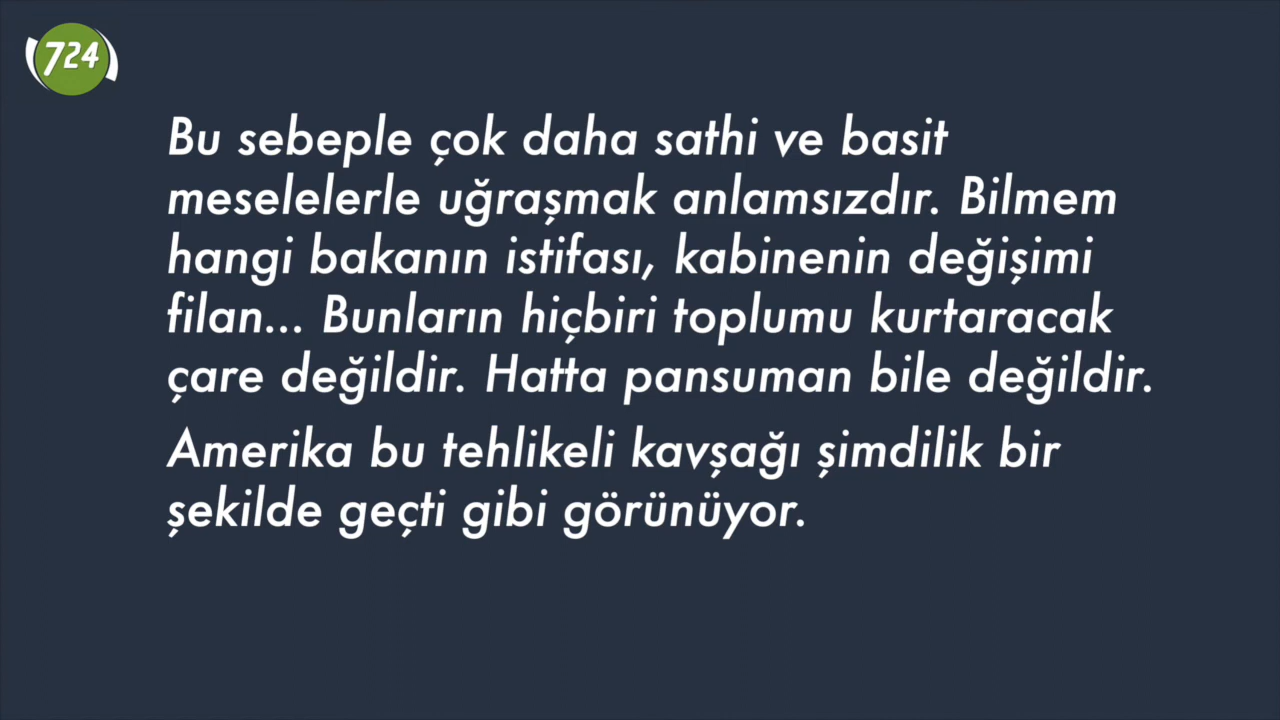 724
Bu sebeple çok daha sathi ve basit
meselelerle uğraşmak anlamsızdır. Bilmem
hangi bakanın istifası, kabinenin değişimi
filan... Bunların hiçbiri toplumu kurtaracak
çare değildir. Hatta pansuman bile değildir.
Amerika bu tehlikeli kavşağı şimdilik bir
şekilde geçti gibi görünüyor.